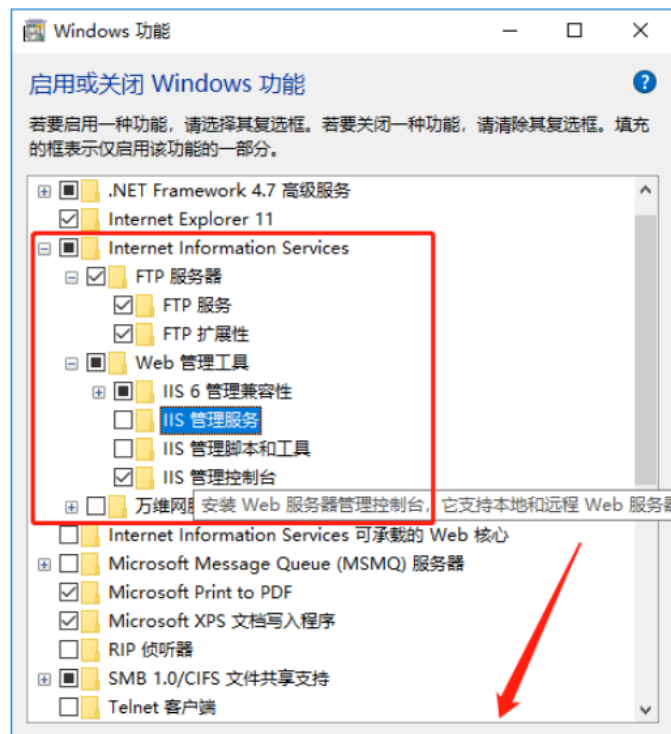 Windows 功能
启用或关闭 Windows 功能
若要启用一种功能，请选择其复选框。若要关闭一种功能，请清除其复选框。填充
的框表示仅启用该功能的一部分。
.NET Framework 4.7 高级服务
Internet Explorer 11
Internet Information Services
FTP 服务器
FTP 服务
FTP 扩展性
Web 管理工具
IIS 6 管理兼容性
IIS 管理服务
IIS 管理脚本和工具
IIS 管理控制台
万维网 安装 Web 服务器管理控制台，它支持本地和远程 Web 服务器
Internet Information Services 可承载的 Web 核心
Microsoft Message Queue (MSMQ) 服务器
Microsoft Print to PDF
Microsoft XPS 文档写入程序
RIP 侦听器
SMB 1.0/CIFS 文件共享支持
Telnet 客户端